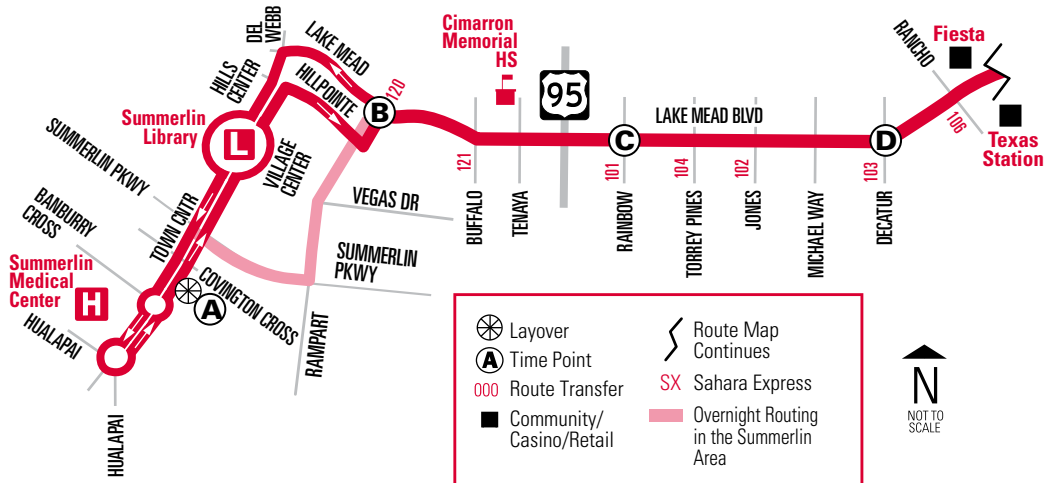 DEL
WEBB
LAKE MEAD
HILLS
CENTER
HILLPOINTE
120
B
Cimarron
Memorial
HS
95
LAKE MEAD BLVD
RANCHO
Fiesta
106
Texas
Station
Summerlin
Library
L
VILLAGE
CENTER
SUMMERLIN PKWY
BANBURRY
CROSS
TOWN CNTR
VEGAS DR
SUMMERLIN
PKWY
COVINGTON CROSS
RAMPART
Summerlin
Medical
Center
H
A
HUALAPAI
HUALAPAI
121
BUFFALO
TENAYA
C
101
RAINBOW
104
TORREY PINES
102
JONES
MICHAEL WAY
D
103
DECATUR
Layover
A Time Point
000 Route Transfer
Community/
Casino/Retail
Route Map
Continues
SX Sahara Express
Overnight Routing
in the Summerlin
Area
N
NOT TO
SCALE